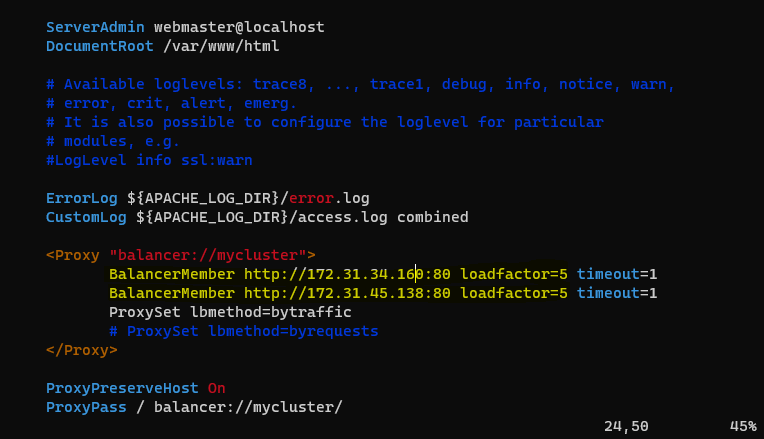 ServerAdmin webmaster@localhost
DocumentRoot /var/www/html
# Available loglevels: trace8, ..., trace1, debug, info, notice, warn,
# error, crit, alert, emerg.
# It is also possible to configure the loglevel for particular
# modules, e.g.
#LogLevel info ssl:warn
ErrorLog ${APACHE_LOG_DIR}/error.log
CustomLog ${APACHE_LOG_DIR}/access.log combined
<Proxy "balancer://mycluster">
BalancerMember http://172.31.34.160:80 loadfactor=5 timeout=1
BalancerMember http://172.31.45.138:80 loadfactor=5 timeout=1
ProxySet lbmethod=bytraffic
# ProxySet lbmethod=byrequests
</Proxy>
ProxyPreserveHost On
ProxyPass / balancer://mycluster/
24,50 45%